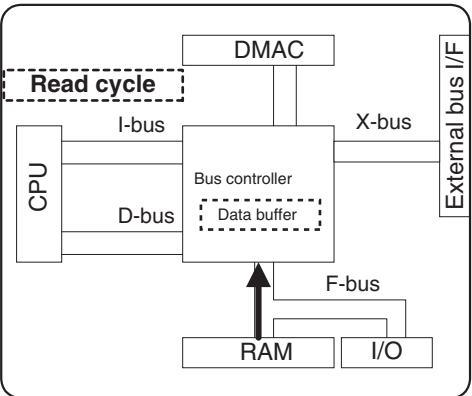 DMAC
Read cycle
External bus I/F
I-bus
X-bus
CPU
Bus controller
Data buffer
D-bus
F-bus
RAM
I/O